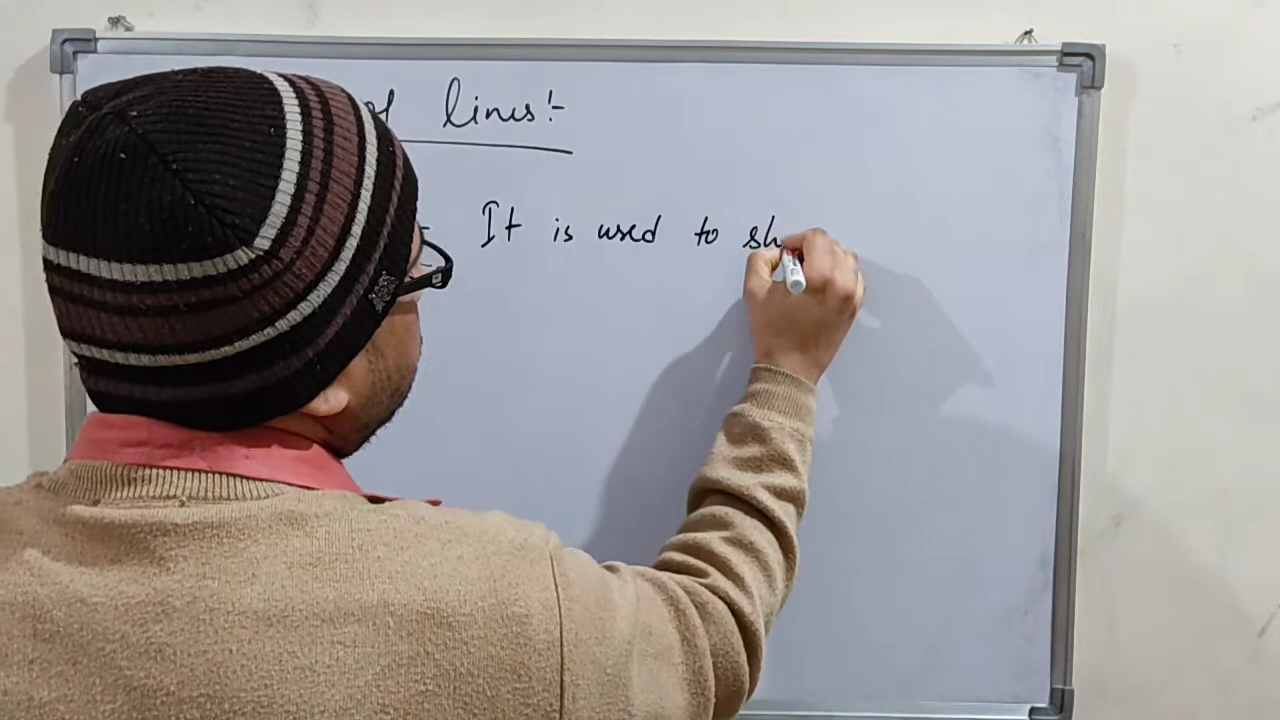 of lines:-
- It is used to sh